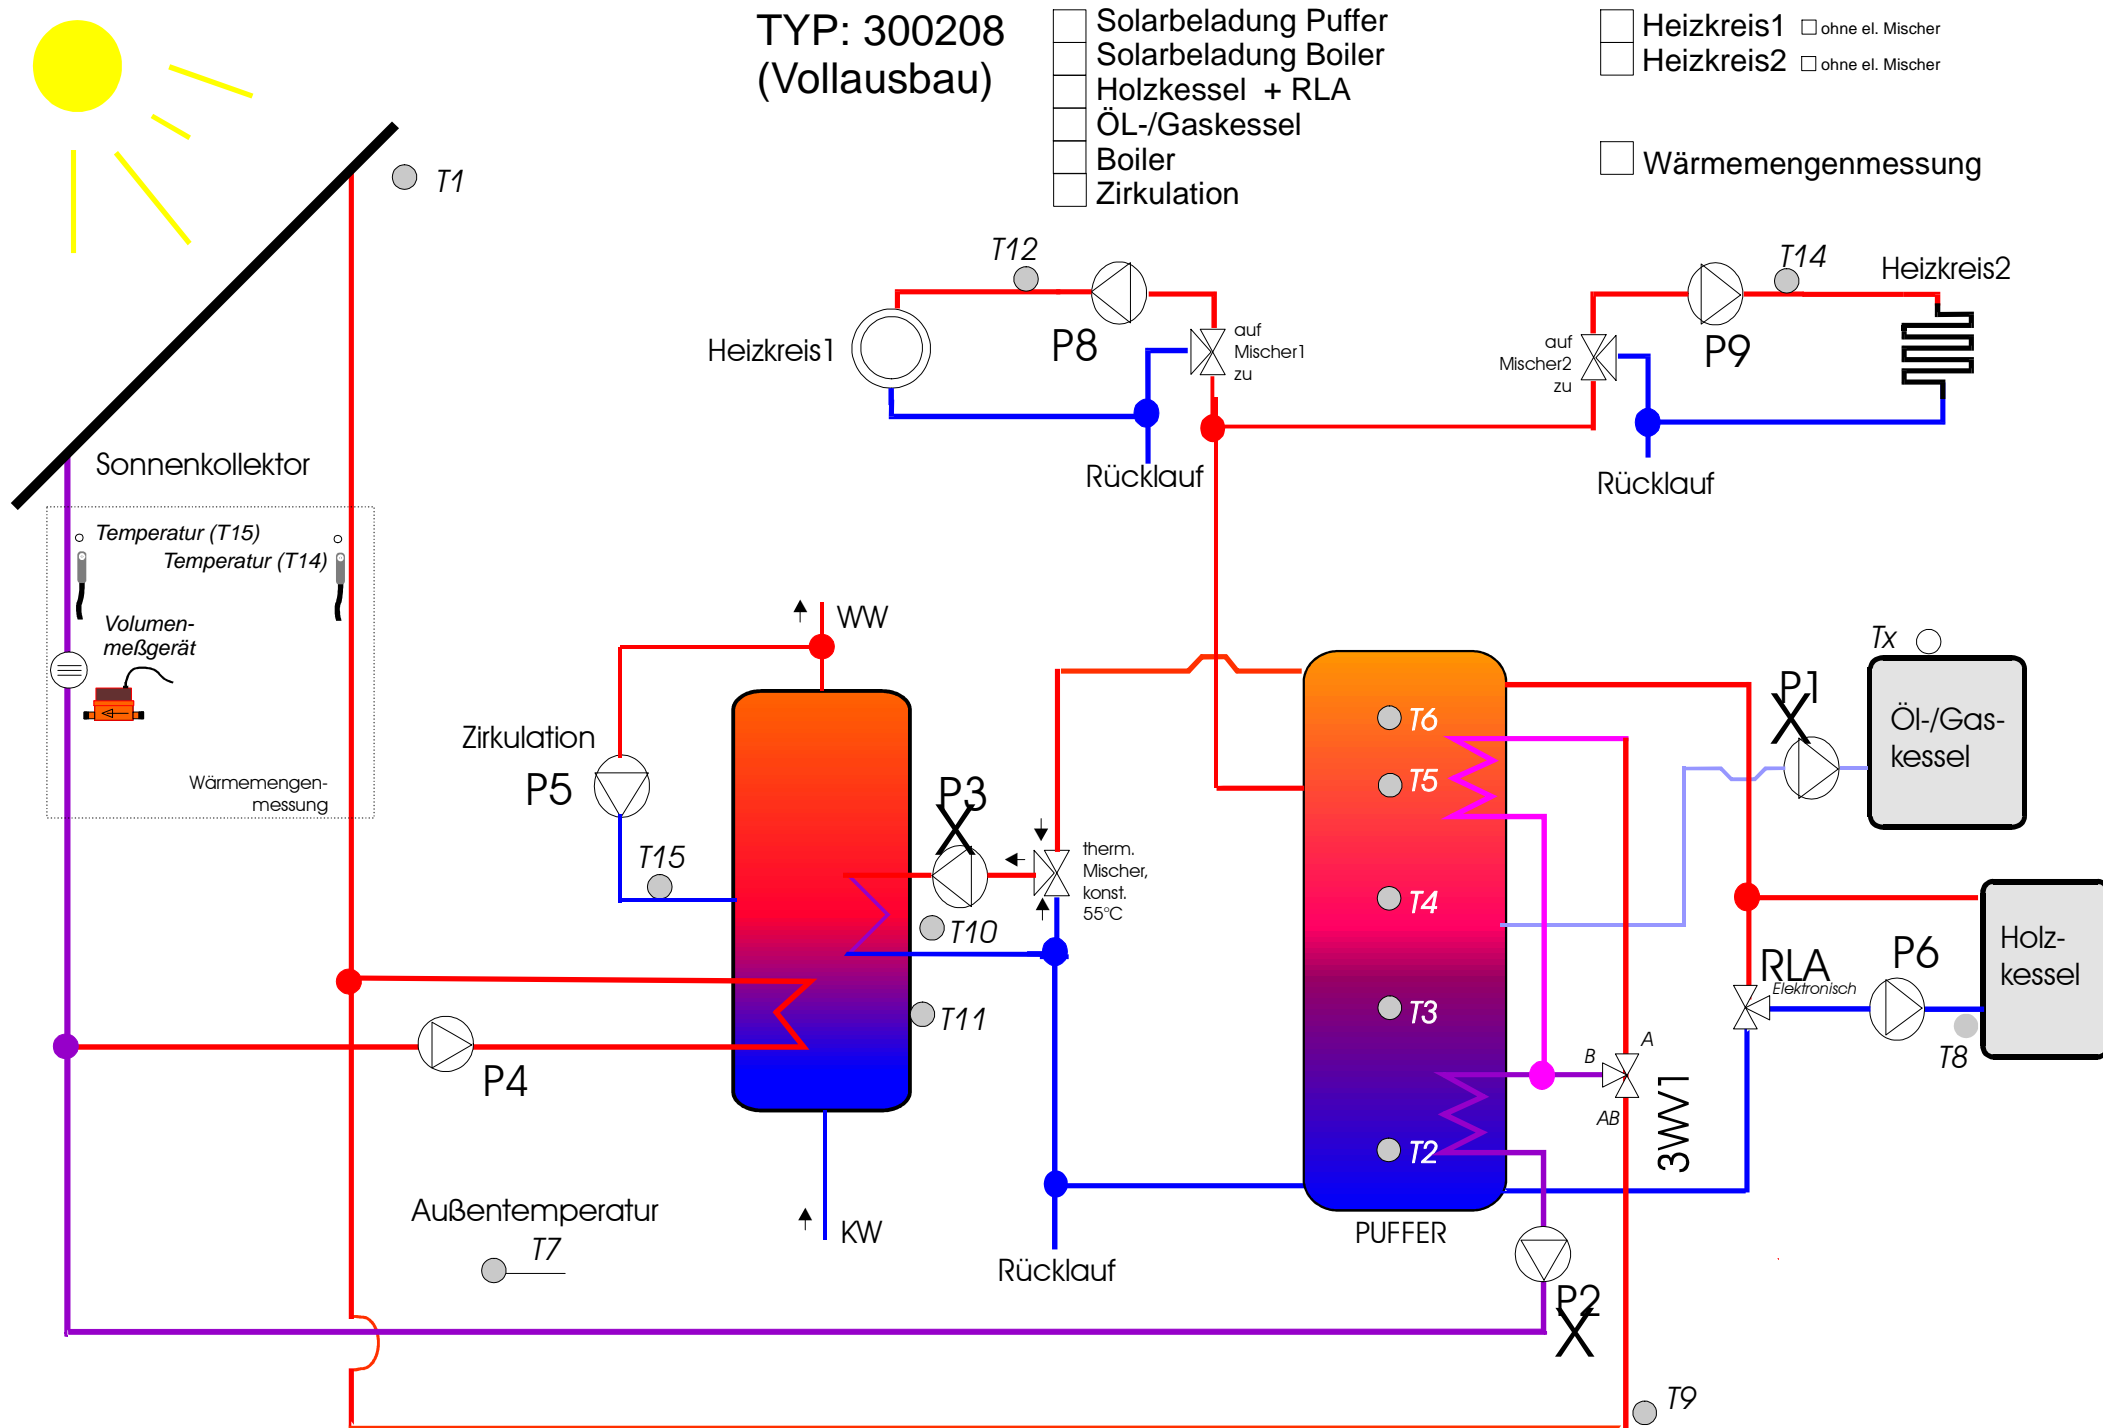 TYP: 300208
(Vollausbau)
Solarbeladung Puffer
Solarbeladung Boiler
Holzkessel + RLA
ÖL-/Gaskessel
Boiler
Zirkulation
Heizkreis1 ohne el. Mischer
Heizkreis2 ohne el. Mischer
Wärmemengenmessung
T1
T12
P8
Heizkreis1
auf
Mischer1
zu
Rücklauf
T14
Heizkreis2
P9
auf
Mischer2
zu
Rücklauf
Sonnenkollektor
Temperatur (T15)
Temperatur (T14)
Volumen-
meßgerät
Wärmemengen-
messung
WW
Zirkulation
P5
T15
P3
X
therm.
Mischer,
konst.
55°C
T10
T11
P4
KW
Außentemperatur
T7
Rücklauf
T6
T5
T4
T3
T2
PUFFER
Tx
P1
X
Öl-/Gas-
kessel
Holz-
kessel
RLA
Elektronisch
P6
T8
A
B
AB
3WV1
P2
X
T9